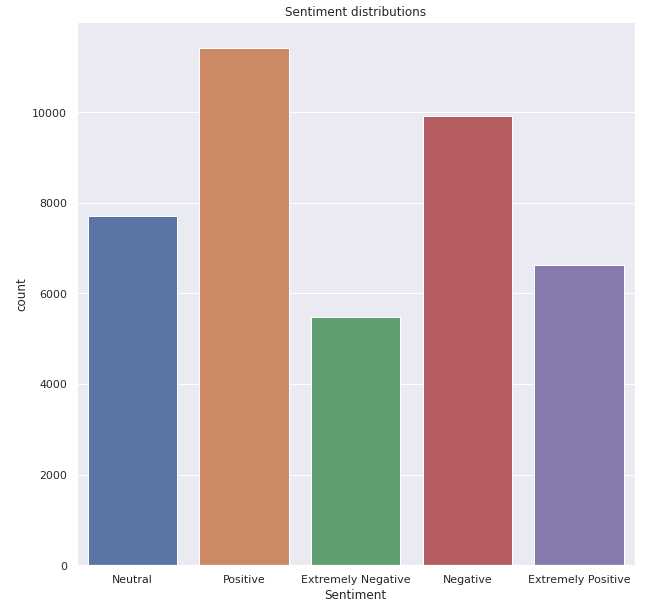 Sentiment distributions
10000
8000
6000
4000
2000
0
count
Neutral Positive Extremely Negative Negative Extremely Positive
Sentiment